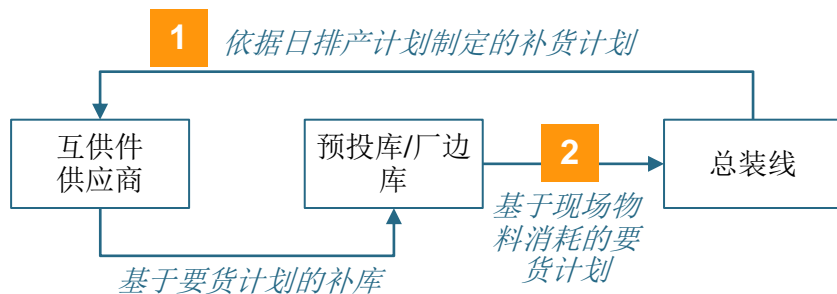 1
依据日排产计划制定的补货计划
互供件
供应商
预投库/厂边
库
2
总装线
基于现场物
料消耗的要
货计划
基于要货计划的补库